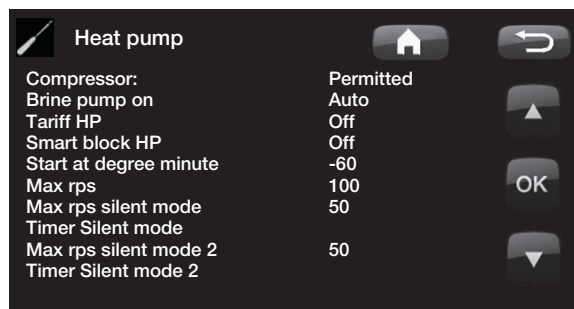 Heat pump
Compressor: Permitted
Brine pump on Auto
Tariff HP Off
Smart block HP Off
Start at degree minute -60
Max rps 100
Max rps silent mode 50
Timer Silent mode
Max rps silent mode 2 50
Timer Silent mode 2
OK